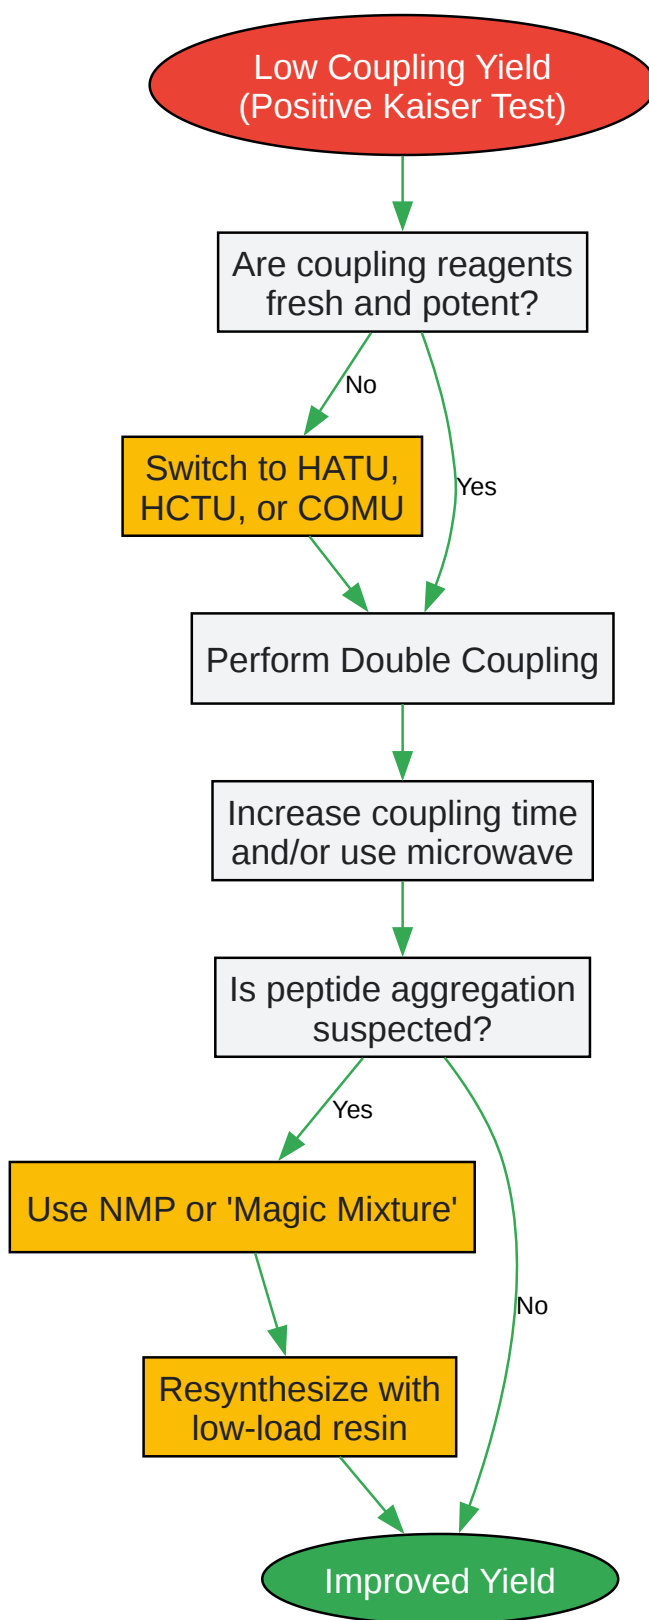 Low Coupling Yield
(Positive Kaiser Test)
Are coupling reagents
fresh and potent?
No
Switch to HATU,
HCTU, or COMU
Yes
Perform Double Coupling
Increase coupling time
and/or use microwave
Is peptide aggregation
suspected?
Yes
Use NMP or 'Magic Mixture'
No
Resynthesize with
low-load resin
Improved Yield